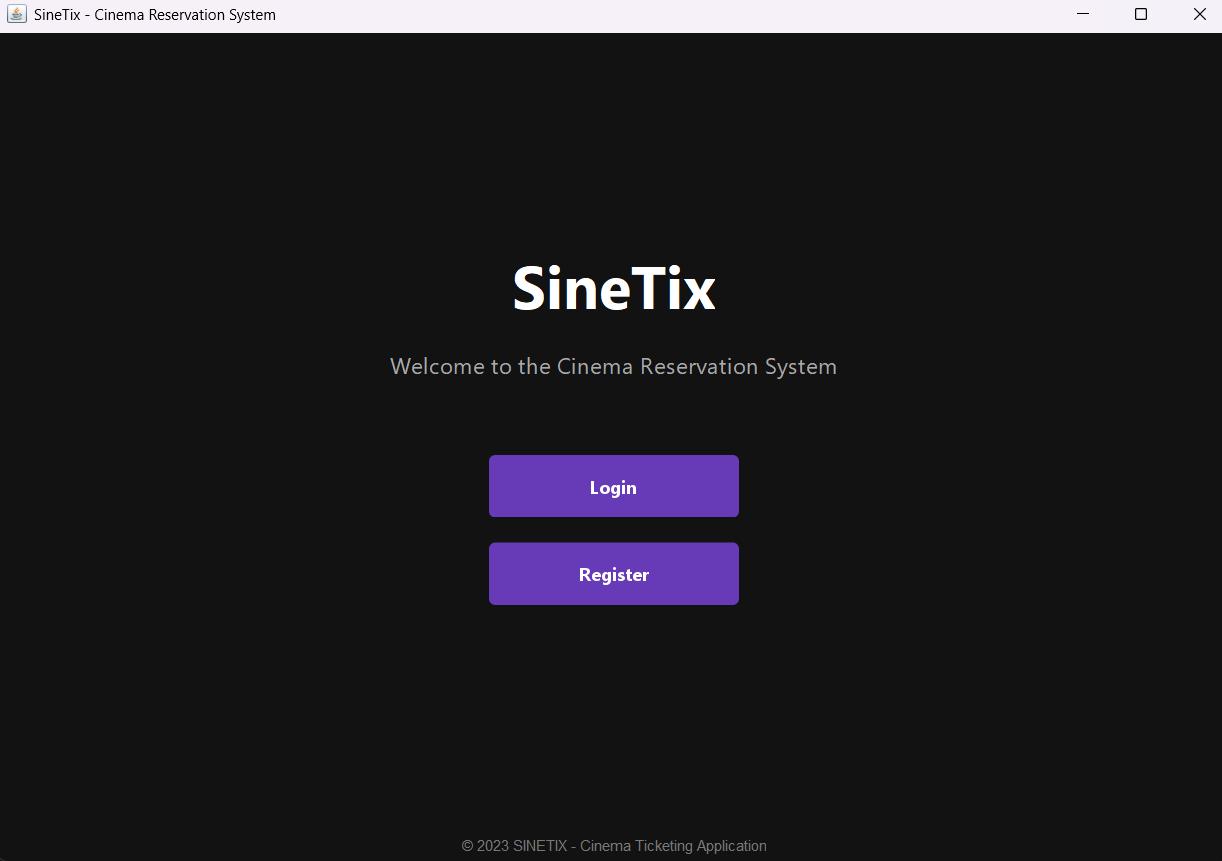 SineTix - Cinema Reservation System
SineTix
Welcome to the Cinema Reservation System
Login
Register
© 2023 SINETIX - Cinema Ticketing Application